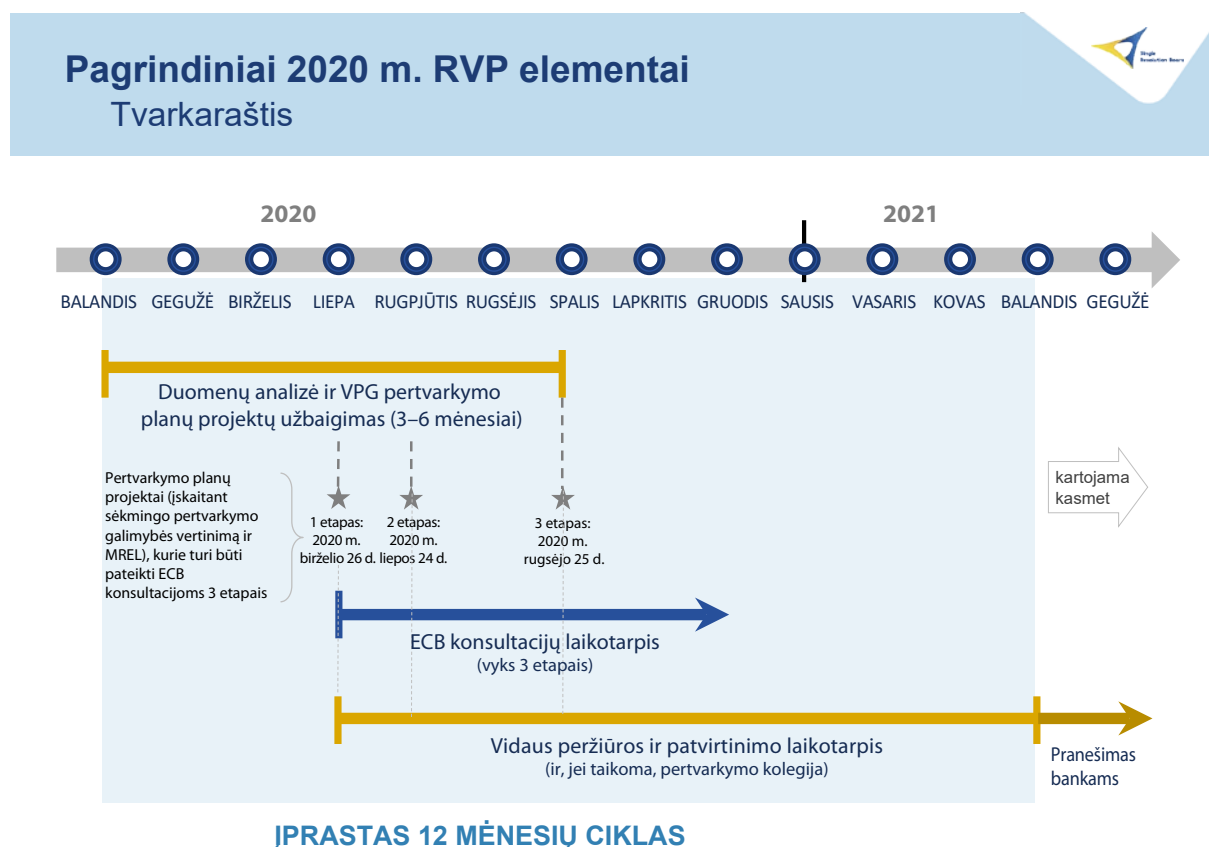 Pagrindiniai 2020 m. RVP elementai
Tvarkaraštis
Single
Resolution Board
2020
2021
BALANDIS GEGUŽĖ BIRŽELIS LIEPA RUGPJŪTIS RUGSĖJIS SPALIS LAPKRITIS GRUODIS SAUSIS VASARIS KOVAS BALANDIS GEGUŽĖ
Duomenų analizė ir VPG pertvarkymo
planų projektų užbaigimas (3–6 mėnesiai)
Pertvarkymo planų
projektai (įskaitant
sėkmingo pertvarkymo
galimybės vertinimą ir
MREL), kurie turi būti
pateikti ECB
konsultacijoms 3 etapais
1 etapas:
2020 m.
birželio 26 d.
2 etapas:
2020 m.
liepos 24 d.
3 etapas:
2020 m.
rugsėjo 25 d.
kartojama
kasmet
ECB konsultacijų laikotarpis
(vyks 3 etapais)
Vidaus peržiūros ir patvirtinimo laikotarpis
(ir, jei taikoma, pertvarkymo kolegija)
Pranešimas
bankams
ĮPRASTAS 12 MĖNESIŲ CIKLAS